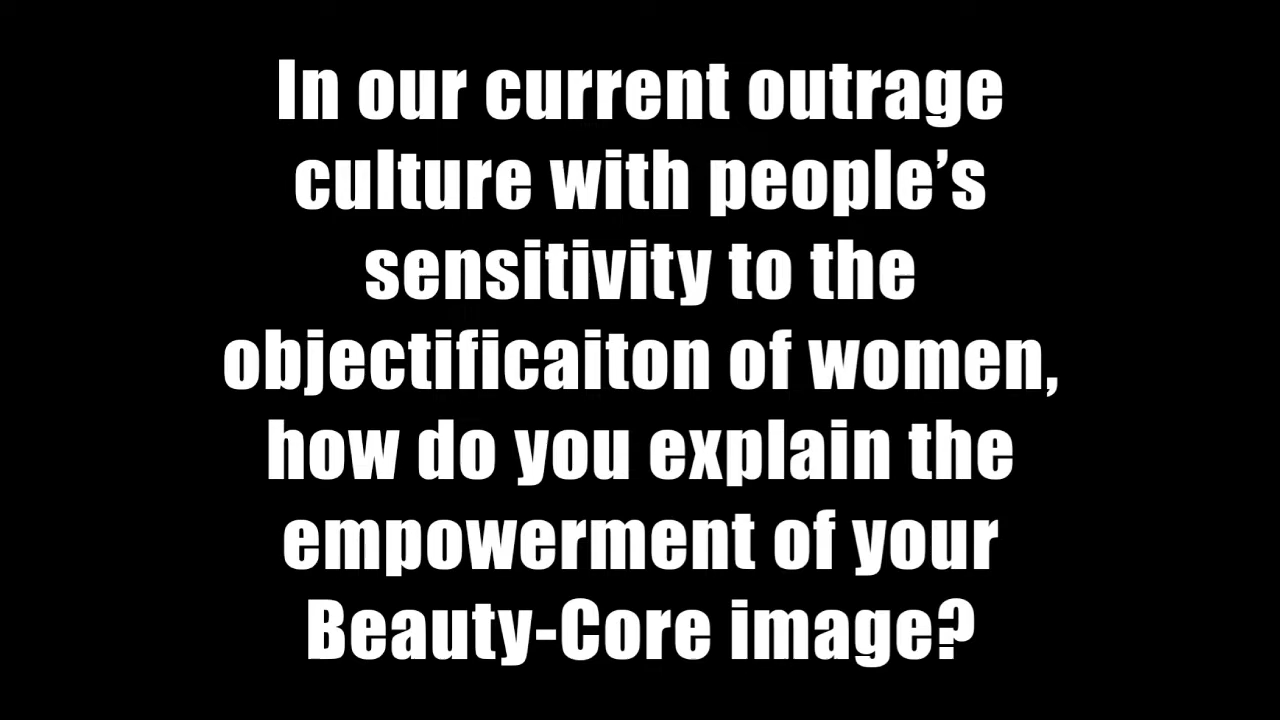 In our current outrage
culture with people’s
sensitivity to the
objectificaiton of women,
how do you explain the
empowerment of your
Beauty-Core image?